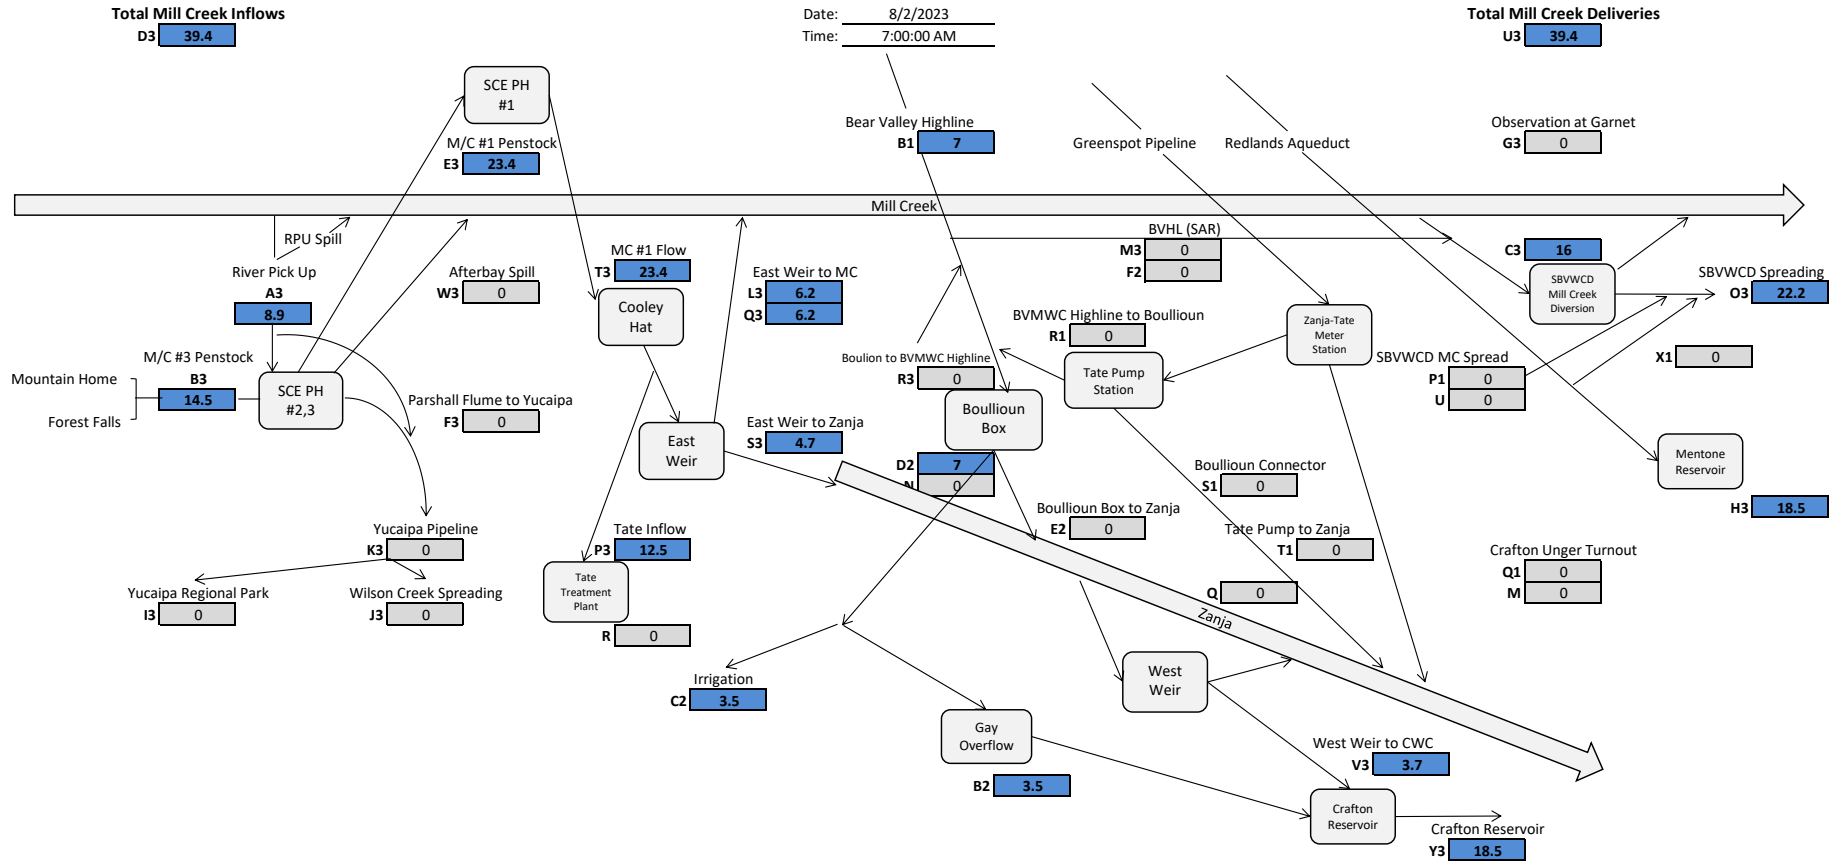 Total Mill Creek Inflows
D3 39.4
Date: 8/2/2023
Time: 7:00:00 AM
Total Mill Creek Deliveries
U3 39.4
SCE PH
#1
M/C #1 Penstock
E3 23.4
Bear Valley Highline
B1 7
Greenspot Pipeline
Redlands Aqueduct
Observation at Garnet
G3 0
Mill Creek
RPU Spill
River Pick Up
A3
8.9
Afterbay Spill
W3 0
MC #1 Flow
T3 23.4
Cooley
Hat
East Weir to MC
L3 6.2
Q3 6.2
BVHL (SAR)
M3 0
F2 0
C3 16
SBVWCD
Mill Creek
Diversion
SBVWCD Spreading
O3 22.2
BVMWC Highline to Boullioun
R1 0
Zanja-Tate
Meter
Station
X1 0
M/C #3 Penstock
B3
14.5
Mountain Home
Forest Falls
SCE PH
#2,3
Parshall Flume to Yucaipa
F3 0
Boulion to BVMWC Highline
R3 0
Tate Pump
Station
SBVWCD MC Spread
P1 0
U 0
Boullioun
Box
East
Weir
East Weir to Zanja
S3 4.7
D2 7
N 0
Boullioun Connector
S1 0
Mentone
Reservoir
H3 18.5
Boullioun Box to Zanja
E2 0
Tate Pump to Zanja
T1 0
Yucaipa Pipeline
K3 0
Tate Inflow
P3 12.5
Tate
Treatment
Plant
R 0
Crafton Unger Turnout
Q1 0
M 0
Yucaipa Regional Park
I3 0
Wilson Creek Spreading
J3 0
Q 0
Zanja
Irrigation
C2 3.5
West
Weir
Gay
Overflow
B2 3.5
West Weir to CWC
V3 3.7
Crafton
Reservoir
Crafton Reservoir
Y3 18.5